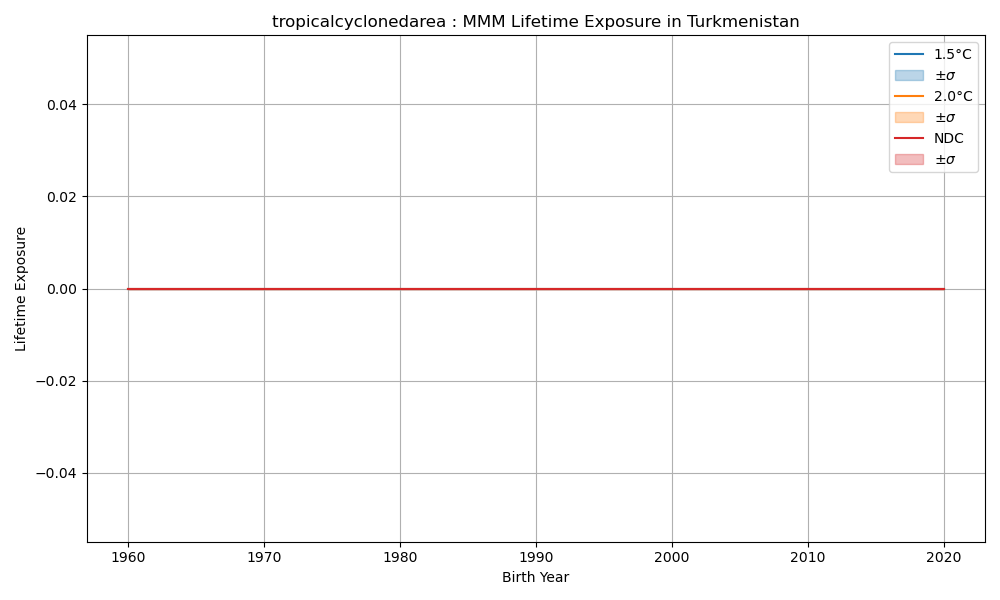 tropicalcyclonedarea : MMM Lifetime Exposure in Turkmenistan
1.5°C
±σ
2.0°C
±σ
NDC
±σ
0.04
0.02
0.00
−0.02
−0.04
Lifetime Exposure
1960 1970 1980 1990 2000 2010 2020
Birth Year